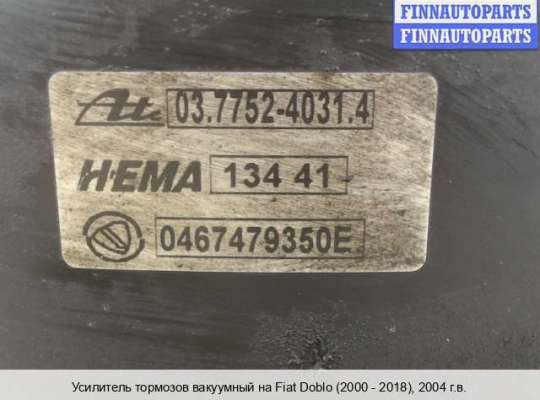 FINNAUTOPARTS
FINNAUTOPARTS
Ate 03.7752-4031.4
HEMA 134 41
0467479350E
Усилитель тормозов вакуумный на Fiat Doblo (2000 - 2018), 2004 г.в.